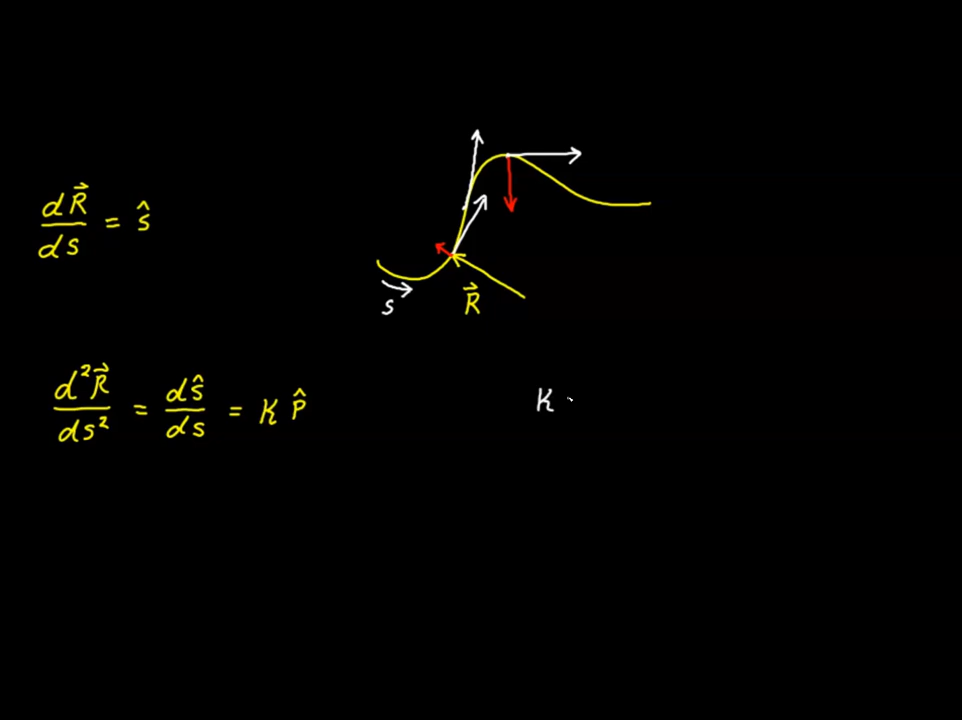 dR⃗/ds = ŝ
s
R⃗
d²R⃗/ds² = dŝ/ds = K p̂
K